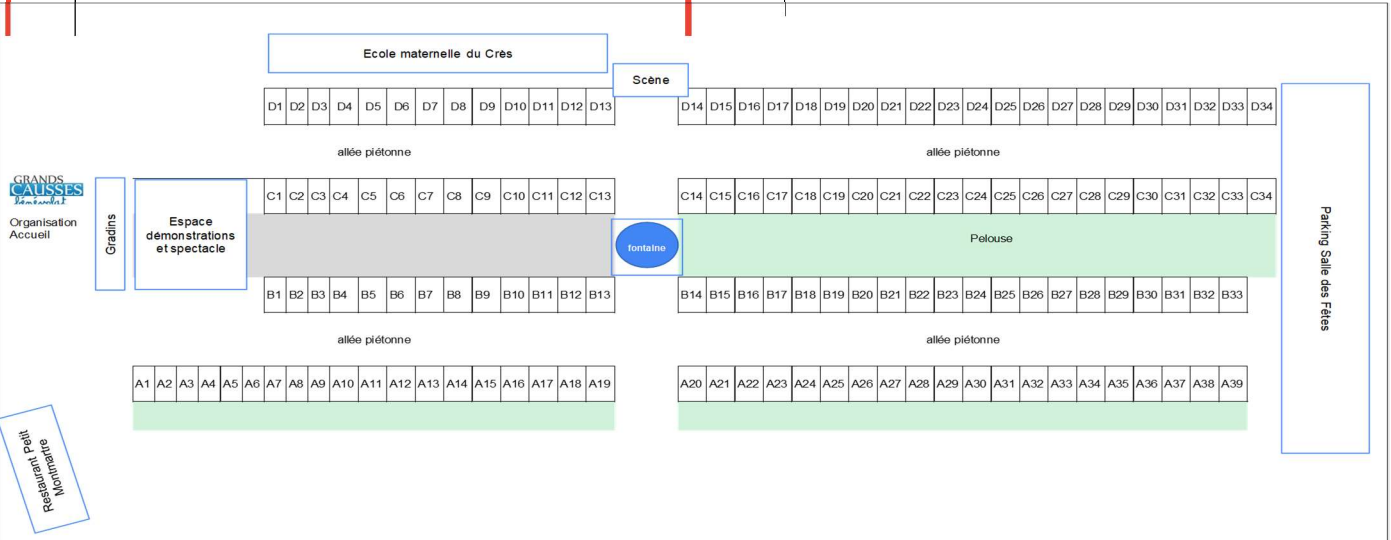 Ecole maternelle du Crès
Scène
D1 D2 D3 D4 D5 D6 D7 D8 D9 D10 D11 D12 D13 D14 D15 D16 D17 D18 D19 D20 D21 D22 D23 D24 D25 D26 D27 D28 D29 D30 D31 D32 D33 D34
allée piétonne allée piétonne
GRANDS
CAUSSES
bénévolat
Organisation
Accueil
Gradins
Espace
démonstrations
et spectacle
C1 C2 C3 C4 C5 C6 C7 C8 C9 C10 C11 C12 C13 C14 C15 C16 C17 C18 C19 C20 C21 C22 C23 C24 C25 C26 C27 C28 C29 C30 C31 C32 C33 C34
fontaine
Pelouse
Parking Salle des Fêtes
B1 B2 B3 B4 B5 B6 B7 B8 B9 B10 B11 B12 B13 B14 B15 B16 B17 B18 B19 B20 B21 B22 B23 B24 B25 B26 B27 B28 B29 B30 B31 B32 B33
allée piétonne allée piétonne
A1 A2 A3 A4 A5 A6 A7 A8 A9 A10 A11 A12 A13 A14 A15 A16 A17 A18 A19 A20 A21 A22 A23 A24 A25 A26 A27 A28 A29 A30 A31 A32 A33 A34 A35 A36 A37 A38 A39
Restaurant Petit
Montmartre